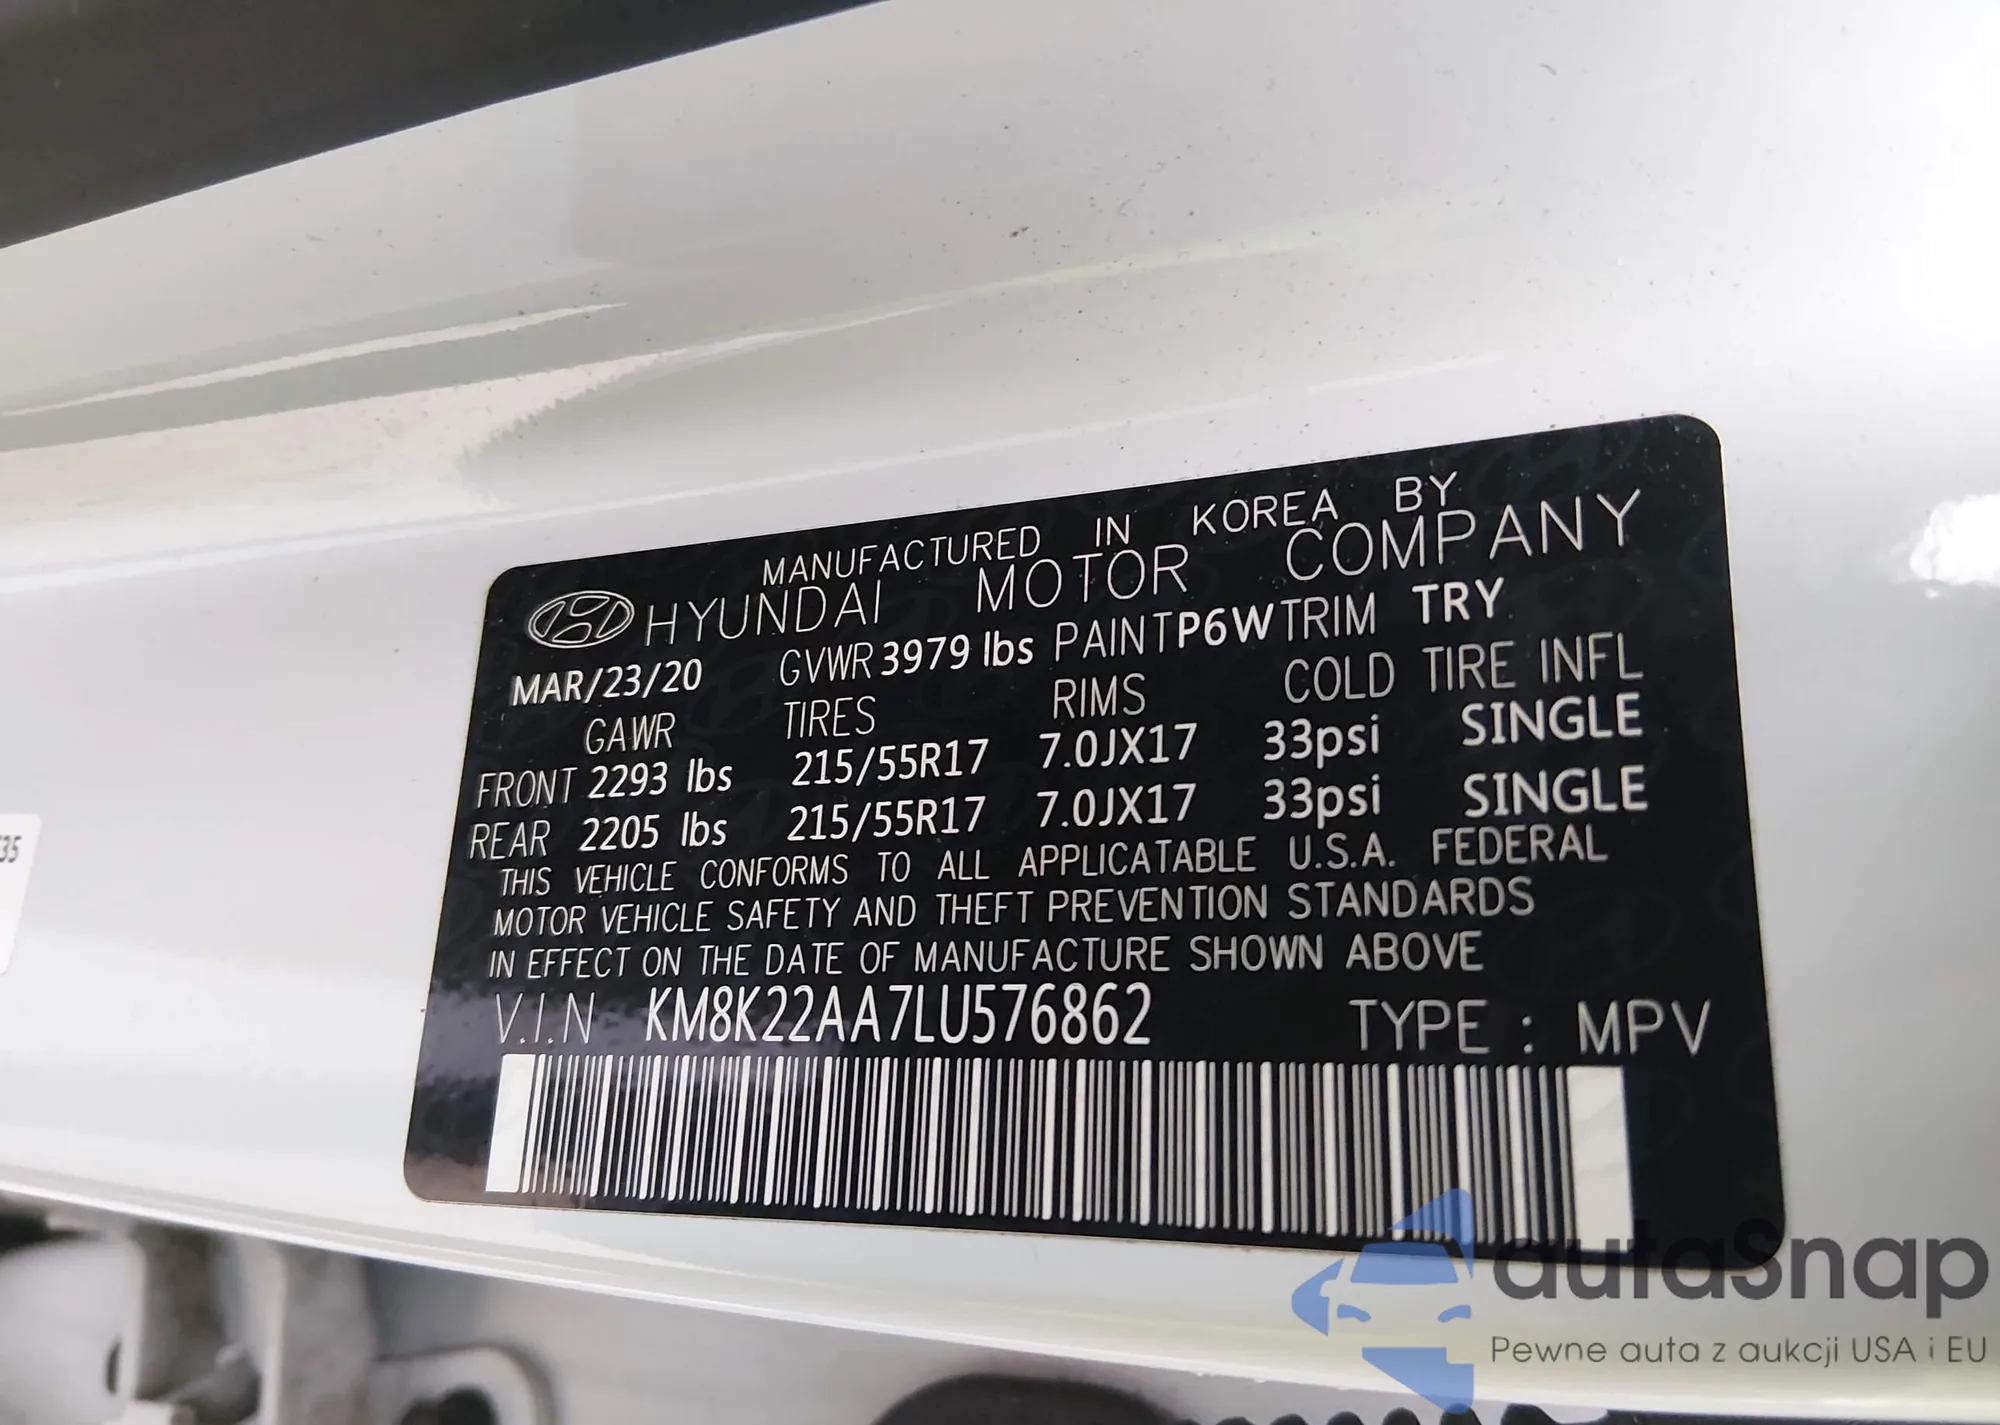 MANUFACTURED IN KOREA BY
HYUNDAI MOTOR COMPANY
MAR/23/20 GVWR 3979 lbs PAINT P6W TRIM TRY
GAWR TIRES RIMS COLD TIRE INFL
FRONT 2293 lbs 215/55R17 7.0JX17 33psi SINGLE
REAR 2205 lbs 215/55R17 7.0JX17 33psi SINGLE
THIS VEHICLE CONFORMS TO ALL APPLICATABLE U.S.A. FEDERAL
MOTOR VEHICLE SAFETY AND THEFT PREVENTION STANDARDS
IN EFFECT ON THE DATE OF MANUFACTURE SHOWN ABOVE
V.I.N. KM8K22AA7LU576862 TYPE : MPV
autaSnap
Pewne auta z aukcji USA i EU